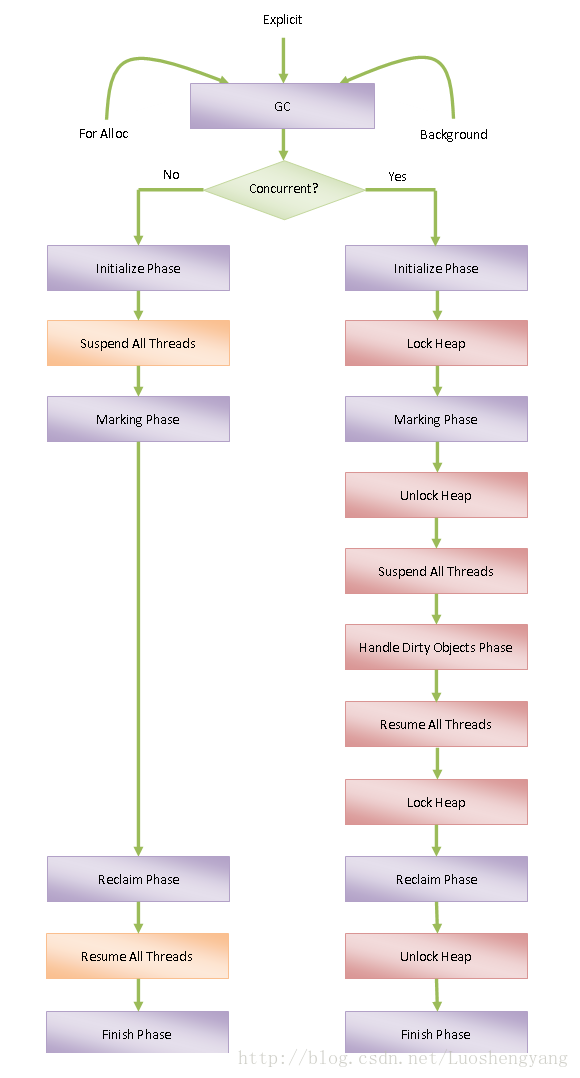 Explicit
For Alloc
GC
Background
Concurrent?
No
Yes
Initialize Phase
Suspend All Threads
Marking Phase
Reclaim Phase
Resume All Threads
Finish Phase
Initialize Phase
Lock Heap
Marking Phase
Unlock Heap
Suspend All Threads
Handle Dirty Objects Phase
Resume All Threads
Lock Heap
Reclaim Phase
Unlock Heap
Finish Phase
http://blog.csdn.net/Luoshengyang